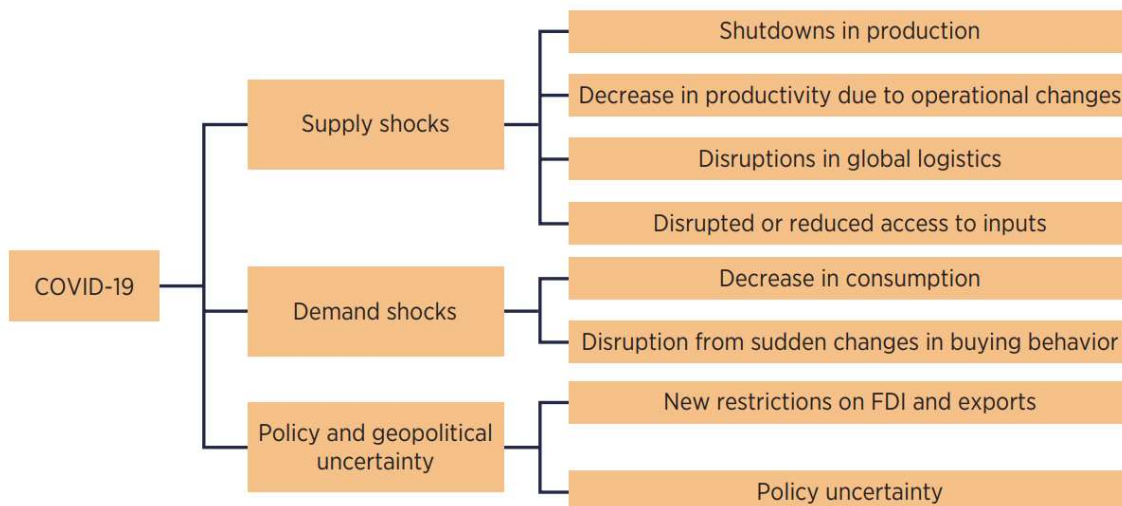 COVID-19
Supply shocks
Shutdowns in production
Decrease in productivity due to operational changes
Disruptions in global logistics
Disrupted or reduced access to inputs
Demand shocks
Decrease in consumption
Disruption from sudden changes in buying behavior
Policy and geopolitical
uncertainty
New restrictions on FDI and exports
Policy uncertainty